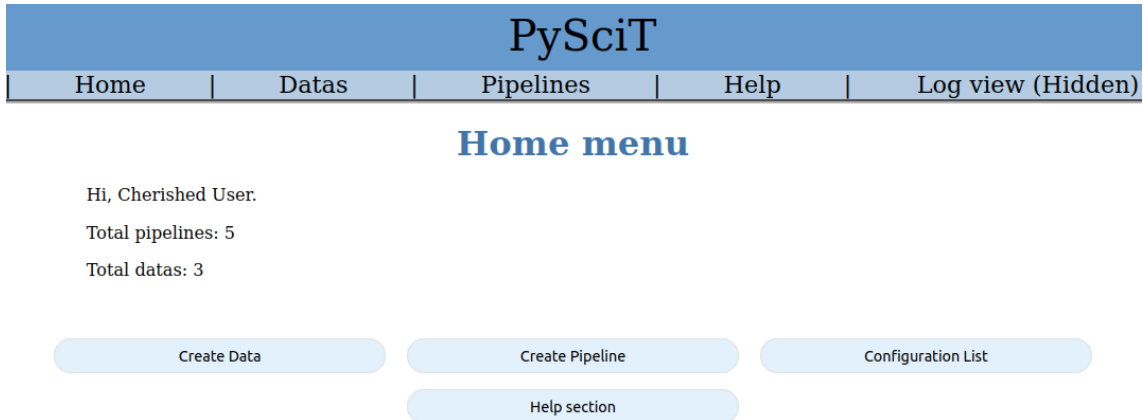 PySciT
| Home | Datas | Pipelines | Help | Log view (Hidden)
Home menu
Hi, Cherished User.
Total pipelines: 5
Total datas: 3
Create Data Create Pipeline Configuration List
Help section